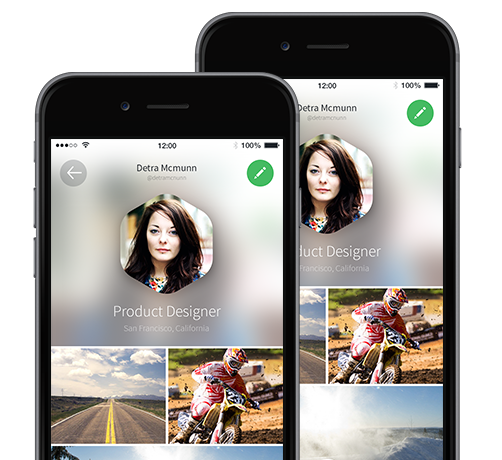 12:00
100%
12:00
100%
Detra Mcmunn
@detramcmunn
Detra Mcmunn
@detramcmunn
Product Designer
San Francisco, California
duct Designer
Francisco, California